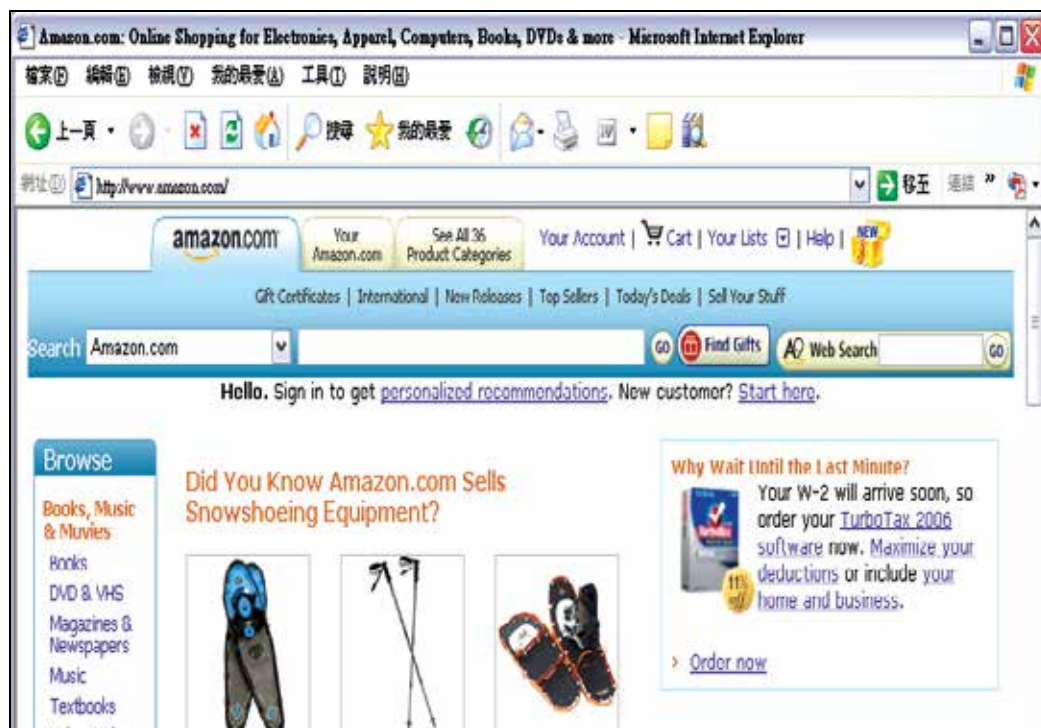 Amazon.com: Online Shopping for Electronics, Apparel, Computers, Books, DVDs & more - Microsoft Internet Explorer
檔案(F) 編輯(E) 檢視(V) 我的最愛(A) 工具(T) 說明(H)
上一頁 搜尋 我的最愛
網址(D) http://www.amazon.com/ 移至 連結 »
amazon.com Your Amazon.com See All 36 Product Categories Your Account | Cart | Your Lists | Help | NEW
Gift Certificates | International | New Releases | Top Sellers | Today's Deals | Sell Your Stuff
Search Amazon.com GO Find Gifts A9 Web Search GO
Hello. Sign in to get personalized recommendations. New customer? Start here.
Browse
Books, Music
& Movies
Books
DVD & VHS
Magazines &
Newspapers
Music
Textbooks
Did You Know Amazon.com Sells
Snowshoeing Equipment?
Why Wait Until the Last Minute?
Your W-2 will arrive soon, so
order your TurboTax 2006
software now. Maximize your
deductions or include your
home and business.
TurboTax
11% off
> Order now